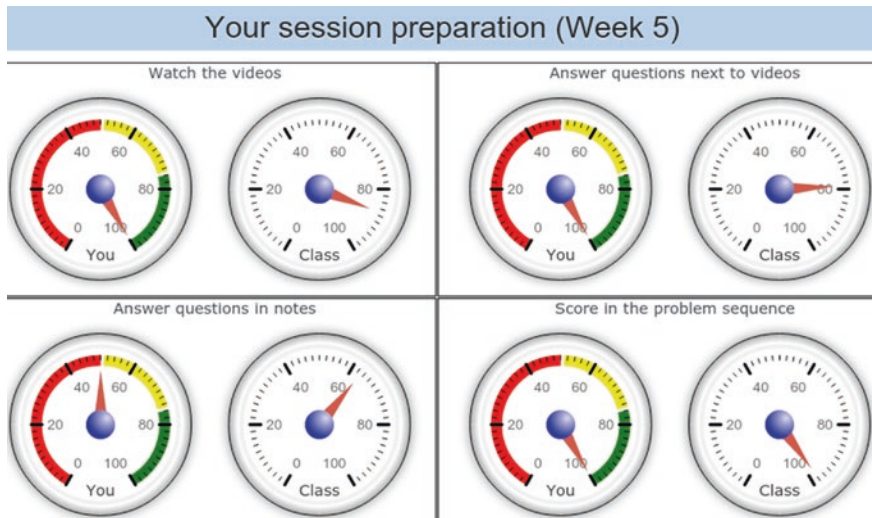 Your session preparation (Week 5)
Watch the videos
40 60
20 80
0 100
You
40 60
20 80
0 100
Class
Answer questions next to videos
40 60
20 80
0 100
You
40 60
20 80
0 100
Class
Answer questions in notes
40 60
20 80
0 100
You
40 60
20 80
0 100
Class
Score in the problem sequence
40 60
20 80
0 100
You
40 60
20 80
0 100
Class